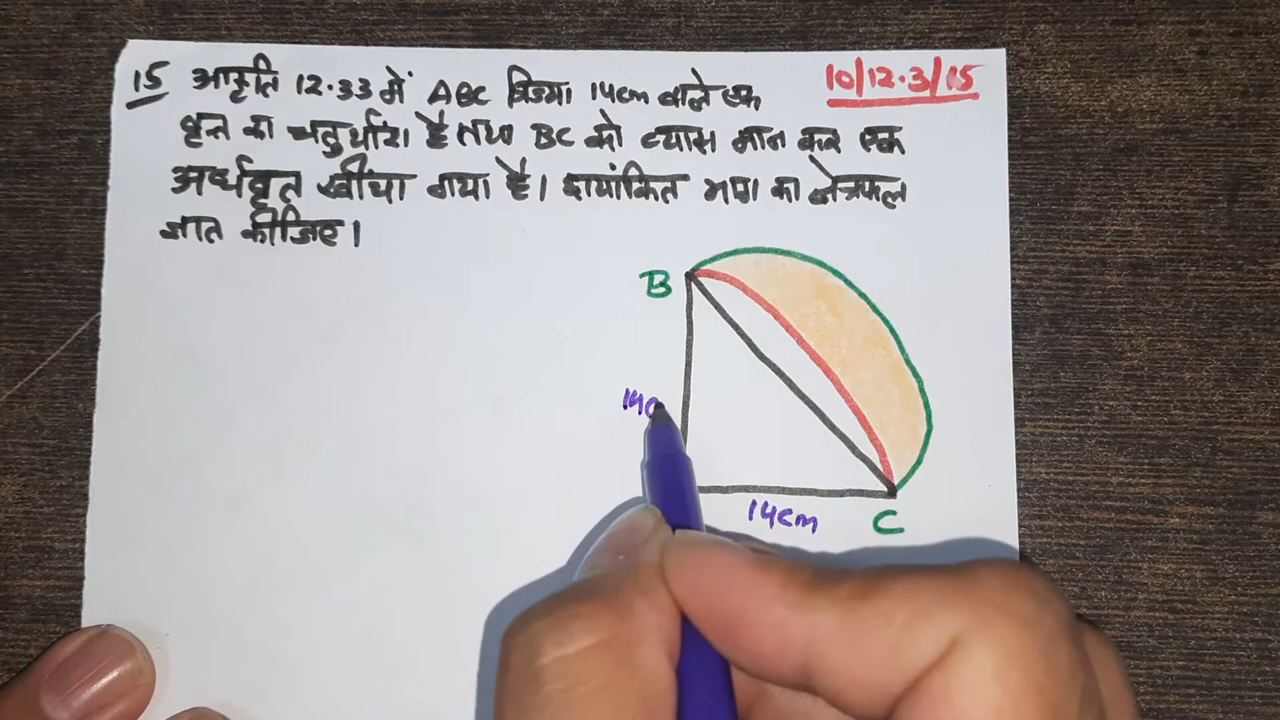 15 आकृति 12.33 में ABC त्रिज्या 14cm वाले एक
10/12.3/15
वृत्त का चतुर्थांश है तथा BC को व्यास मान कर एक
अर्धवृत खींचा गया है। छायांकित भाग का क्षेत्रफल
ज्ञात कीजिए।
B
14c
14cm
C